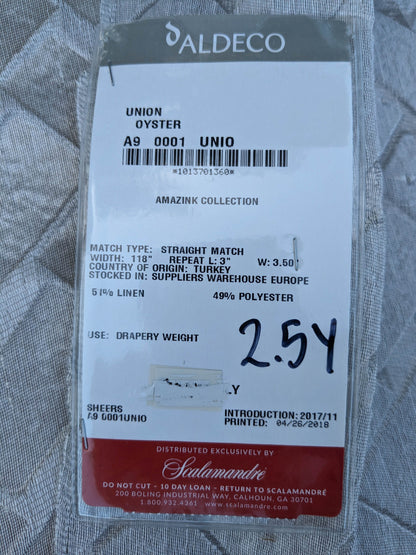 ALDECO
UNION
OYSTER
A9 0001 UNIO
*1013701360*
AMAZINK COLLECTION
MATCH TYPE: STRAIGHT MATCH
WIDTH: 118" REPEAT L: 3" W: 3.50
COUNTRY OF ORIGIN: TURKEY
STOCKED IN: SUPPLIERS WAREHOUSE EUROPE
51% LINEN 49% POLYESTER
USE: DRAPERY WEIGHT
2.5Y
LY
SHEERS INTRODUCTION: 2017/11
A9 0001UNIO PRINTED: 04/26/2018
DISTRIBUTED EXCLUSIVELY BY
Scalamandré
DO NOT CUT - 10 DAY LOAN - RETURN TO SCALAMANDRÉ
200 BOLING INDUSTRIAL WAY, CALHOUN, GA 30701
1.800.932.4361 www.scalamandre.com